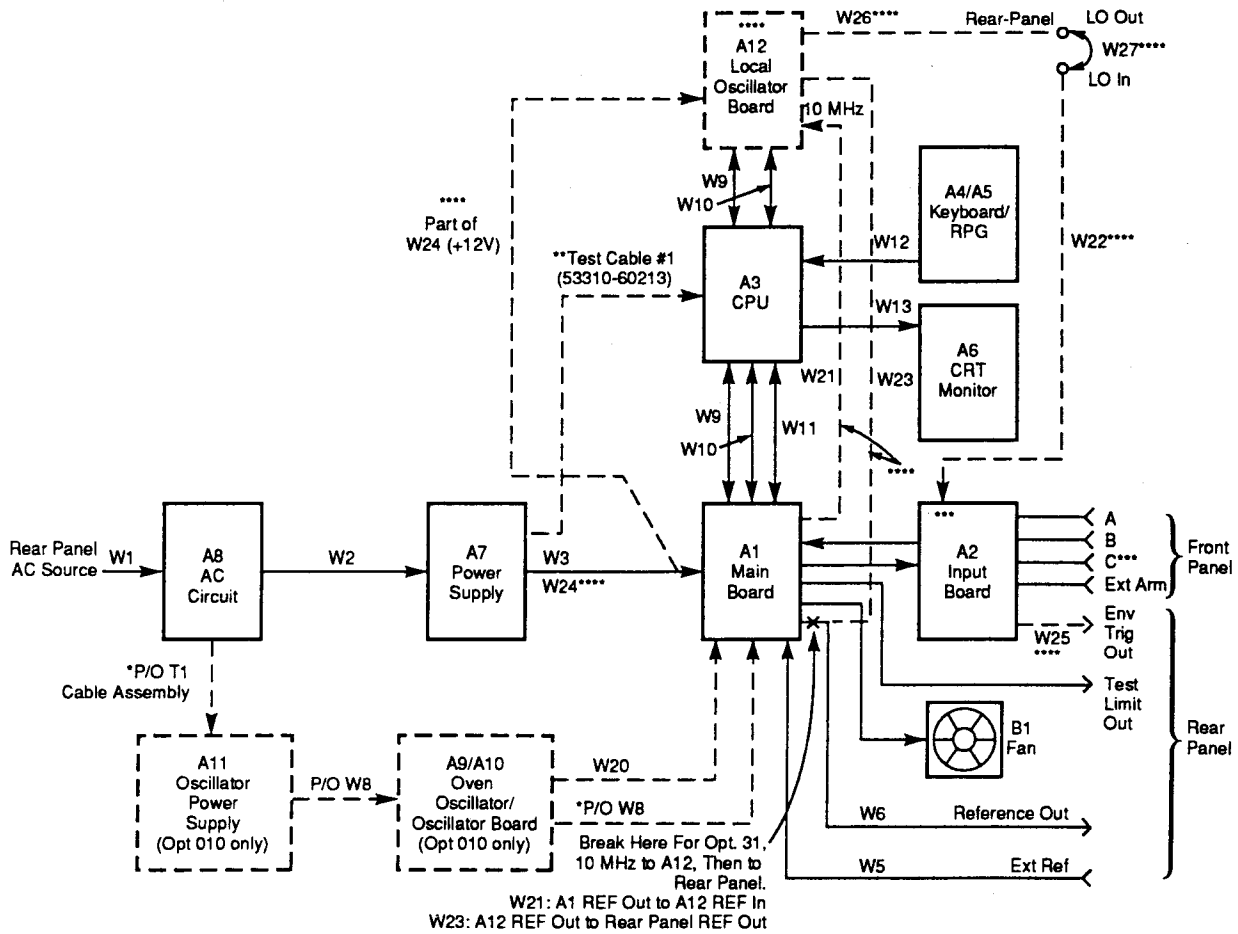 W26****
Rear-Panel
LO Out
W27****
LO In
****
A12
Local
Oscillator
Board
10 MHz
W9
W10
A4/A5
Keyboard/
RPG
****
Part of
W24 (+12V)
W22****
**Test Cable #1
(53310-60213)
W12
A3
CPU
W13
A6
CRT
Monitor
W21
W23
W9
W10
W11
****
Rear Panel
AC Source
W1
A8
AC
Circuit
W2
A7
Power
Supply
W3
W24****
A1
Main
Board
***
A2
Input
Board
A
B
C***
Ext Arm
Front
Panel
W25
****
Env
Trig
Out
Test
Limit
Out
B1
Fan
Rear
Panel
*P/O T1
Cable Assembly
A11
Oscillator
Power
Supply
(Opt 010 only)
P/O W8
A9/A10
Oven
Oscillator/
Oscillator Board
(Opt 010 only)
W20
*P/O W8
W6
Reference Out
W5
Ext Ref
Break Here For Opt. 31,
10 MHz to A12, Then to
Rear Panel.
W21: A1 REF Out to A12 REF In
W23: A12 REF Out to Rear Panel REF Out